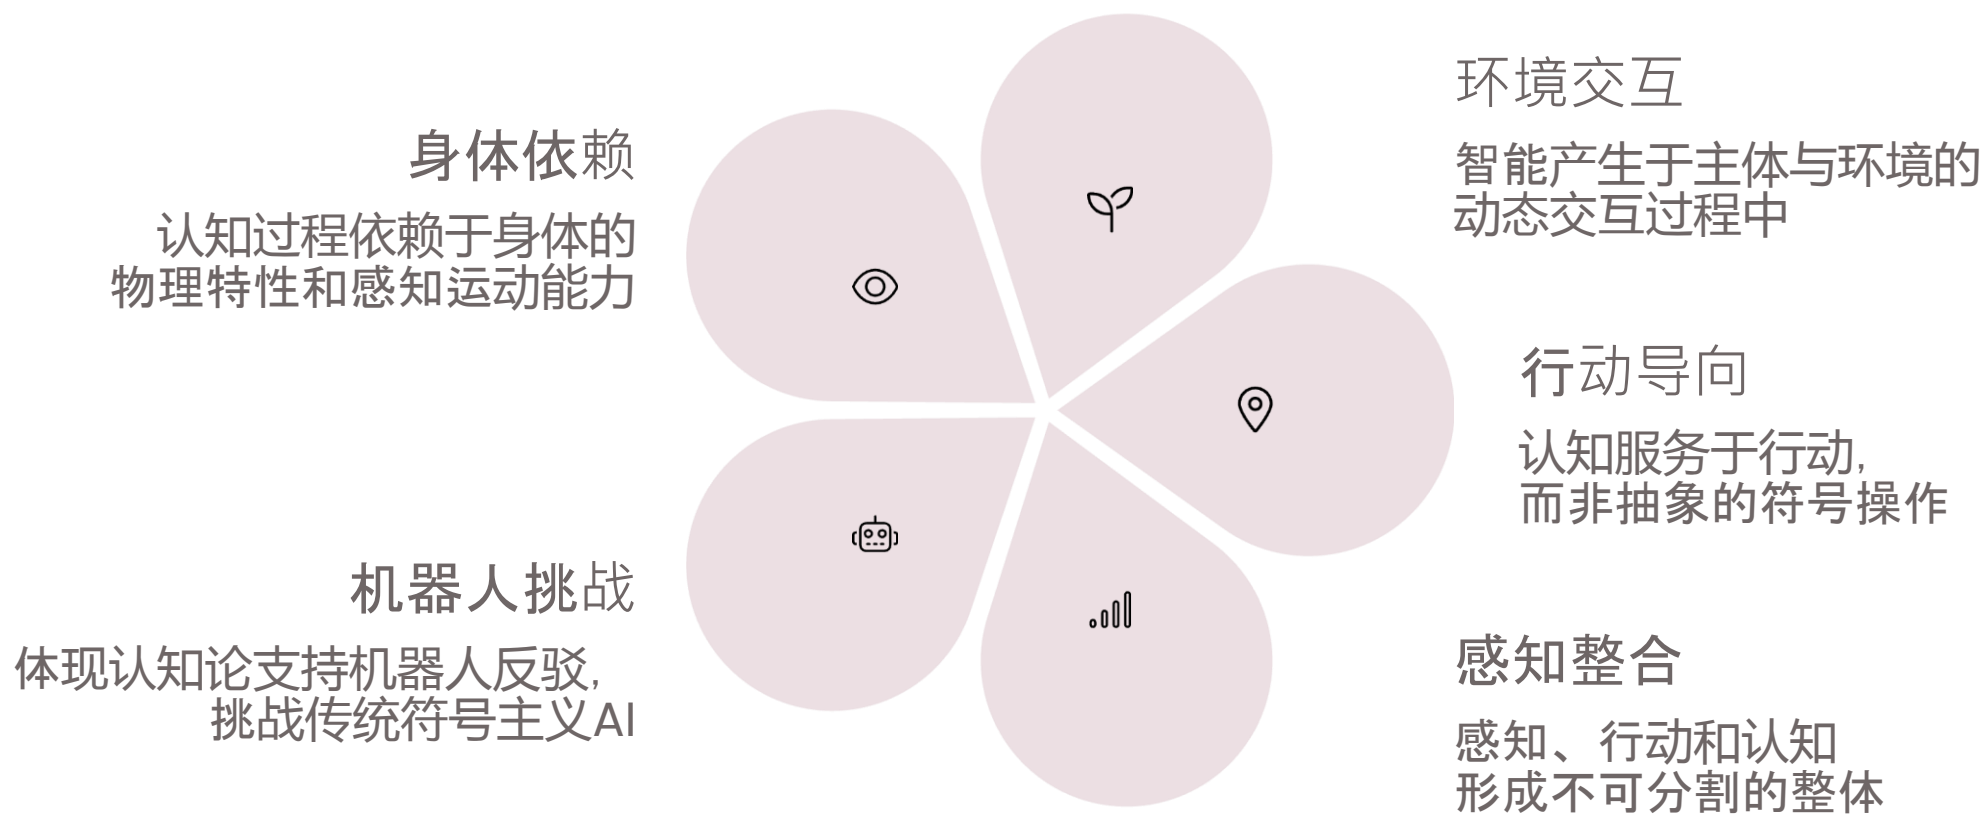 身体依赖
认知过程依赖于身体的
物理特性和感知运动能力
环境交互
智能产生于主体与环境的
动态交互过程中
行动导向
认知服务于行动，
而非抽象的符号操作
机器人挑战
体现认知论支持机器人反驳，
挑战传统符号主义AI
感知整合
感知、行动和认知
形成不可分割的整体